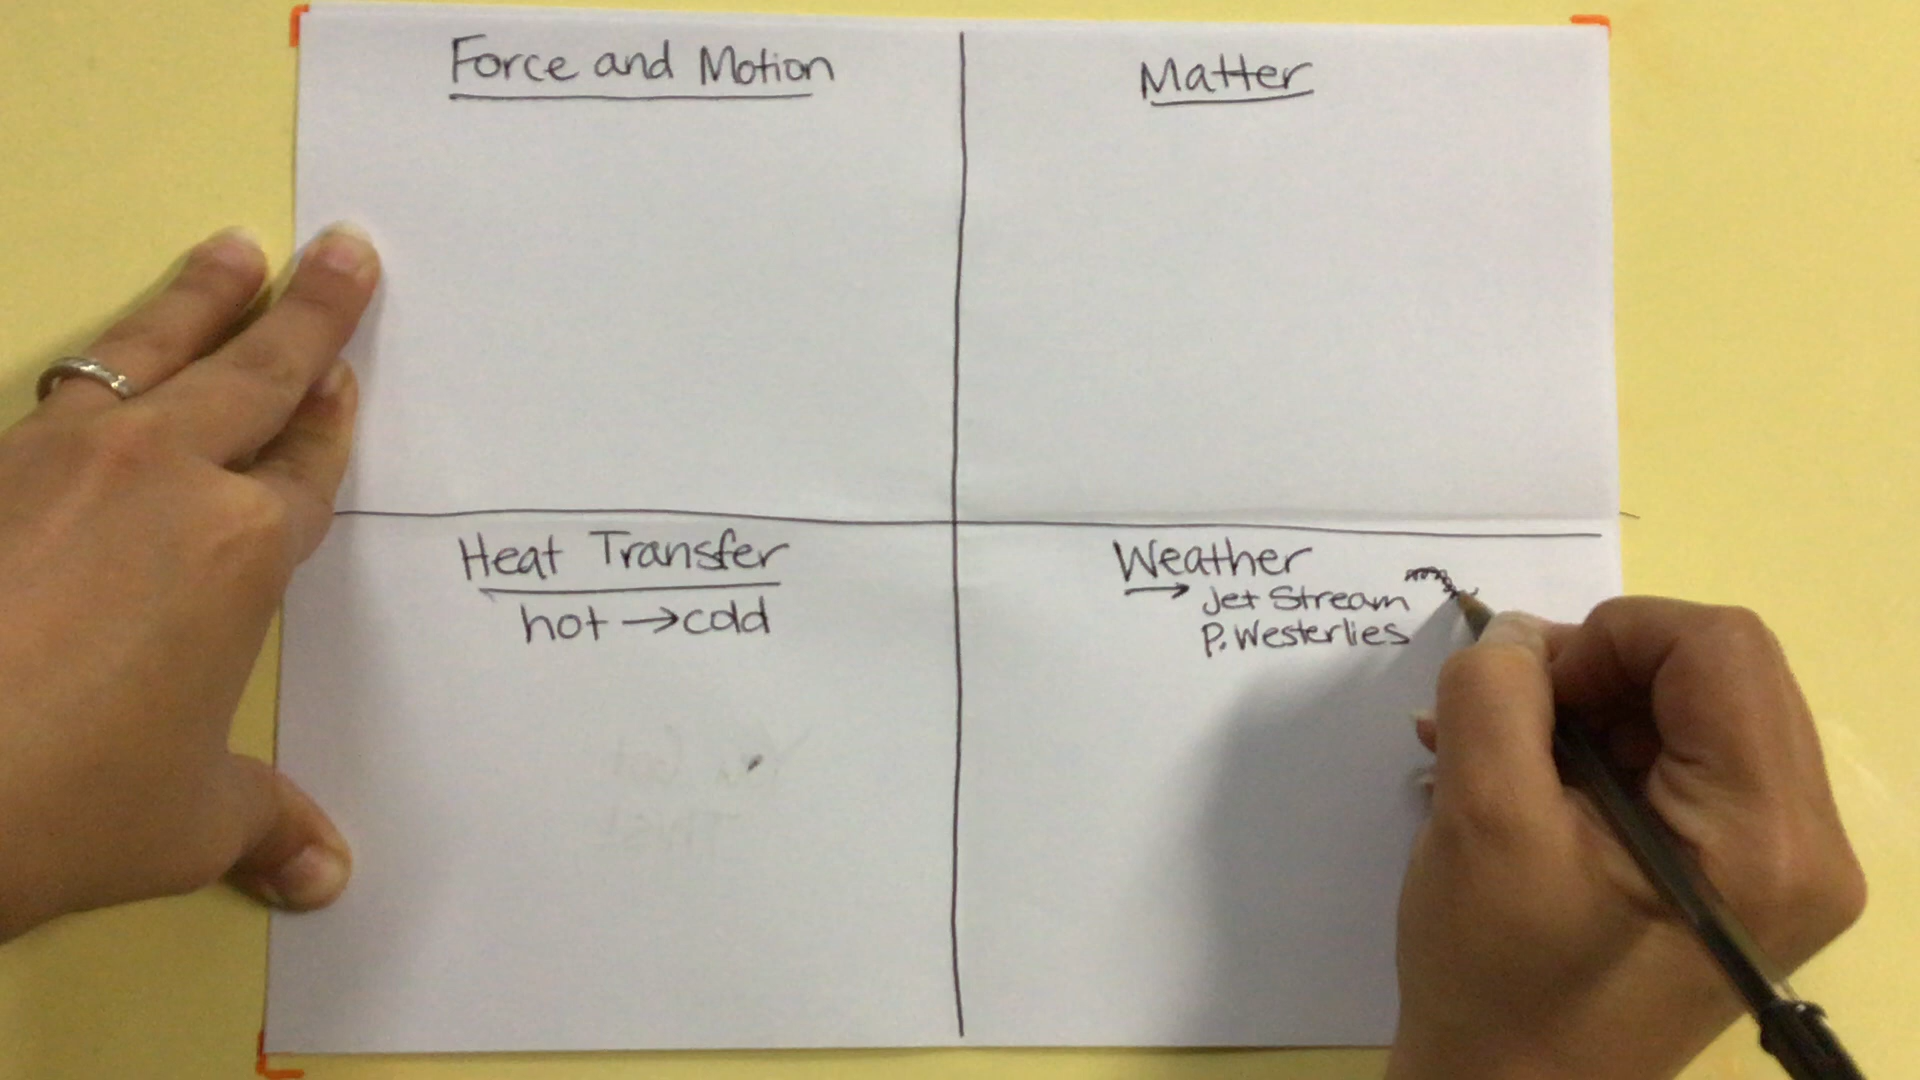 Force and Motion
Matter
Heat Transfer
hot → cold
Weather
→ Jet Stream
P. Westerlies